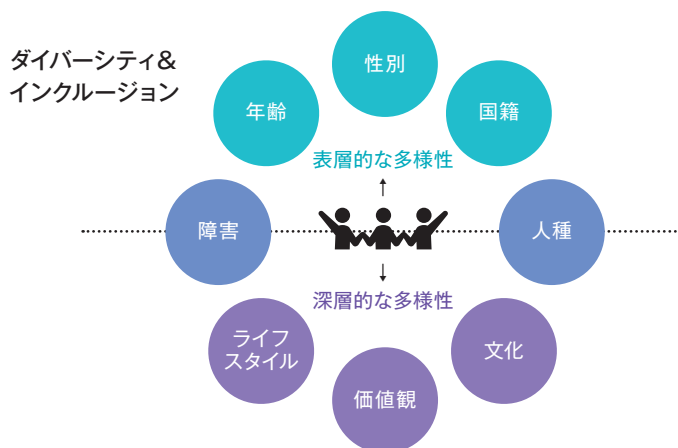 ダイバーシティ&
インクルージョン
性別
年齢
国籍
表層的な多様性
障害
人種
深層的な多様性
ライフ
スタイル
文化
価値観